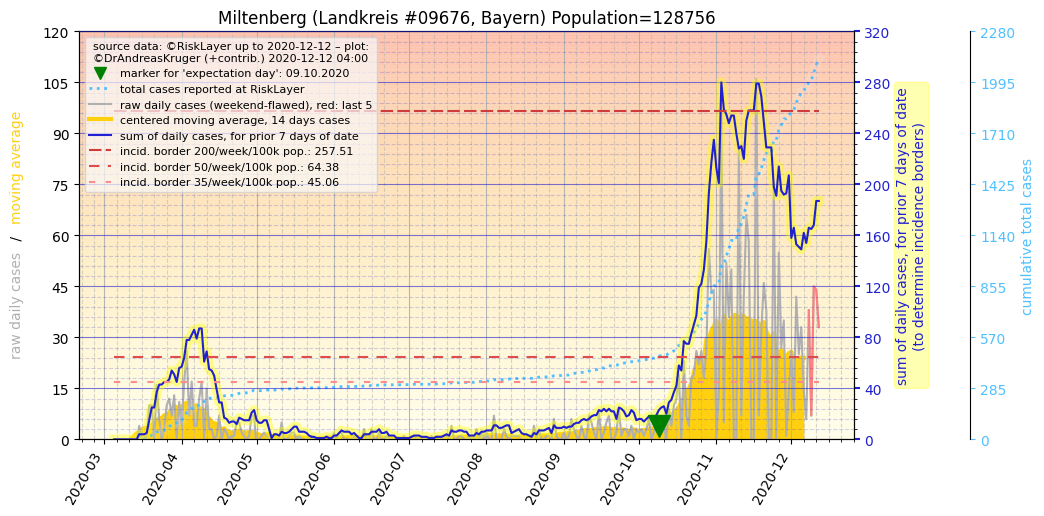 Miltenberg (Landkreis #09676, Bayern) Population=128756
source data: ©RiskLayer up to 2020-12-12 – plot:
©DrAndreasKruger (+contrib.) 2020-12-12 04:00
marker for 'expectation day': 09.10.2020
total cases reported at RiskLayer
raw daily cases (weekend-flawed), red: last 5
centered moving average, 14 days cases
sum of daily cases, for prior 7 days of date
incid. border 200/week/100k pop.: 257.51
incid. border 50/week/100k pop.: 64.38
incid. border 35/week/100k pop.: 45.06
raw daily cases / moving average
120
105
90
75
60
45
30
15
0
2020-03
2020-04
2020-05
2020-06
2020-07
2020-08
2020-09
2020-10
2020-11
2020-12
320
280
240
200
160
120
80
40
0
sum of daily cases, for prior 7 days of date
(to determine incidence borders)
2280
1995
1710
1425
1140
855
570
285
0
cumulative total cases